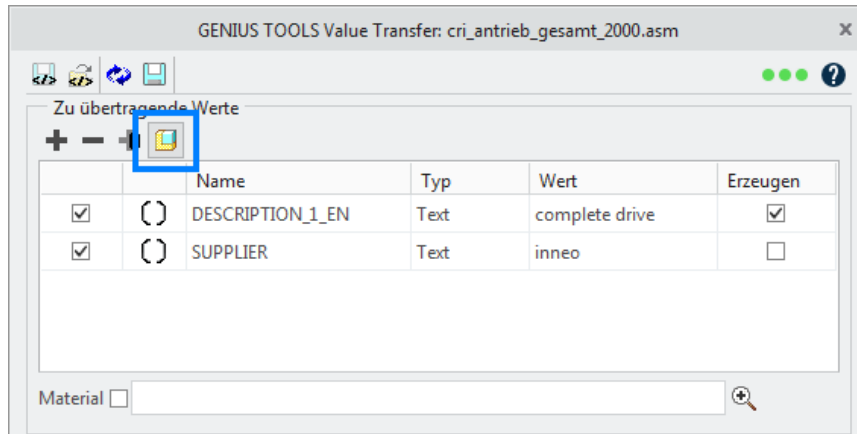 GENIUS TOOLS Value Transfer: cri_antrieb_gesamt_2000.asm
Zu übertragende Werte
Name Typ Wert Erzeugen
DESCRIPTION_1_EN Text complete drive
SUPPLIER Text inneo
Material